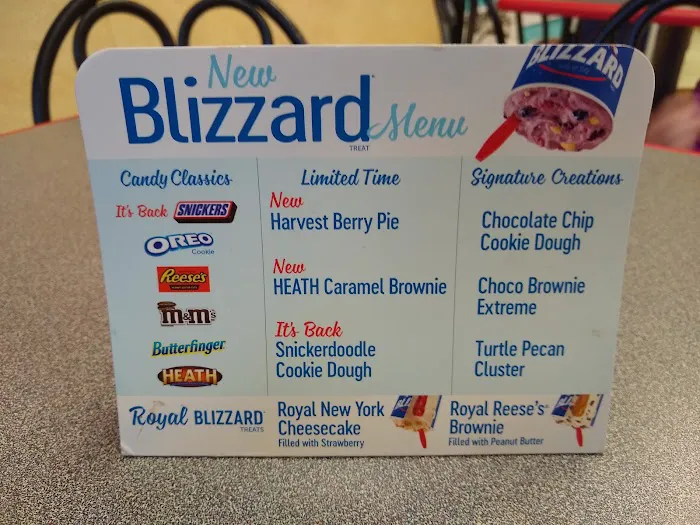 New
Blizzard Menu
TREAT
BLIZZARD
Candy Classics
It's Back SNICKERS
OREO
Cookie
Reese's
m&m's
Butterfinger
HEATH
Limited Time
New
Harvest Berry Pie
New
HEATH Caramel Brownie
It's Back
Snickerdoodle
Cookie Dough
Signature Creations
Chocolate Chip
Cookie Dough
Choco Brownie
Extreme
Turtle Pecan
Cluster
Royal BLIZZARD
TREATS
Royal New York
Cheesecake
Filled with Strawberry
Royal Reese's
Brownie
Filled with Peanut Butter